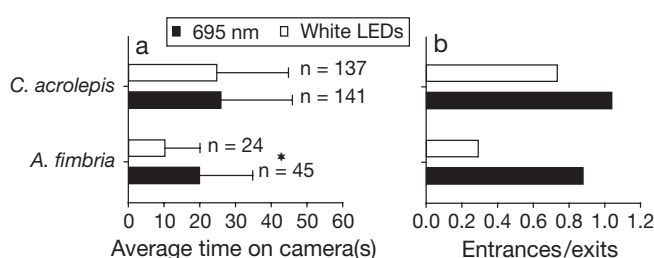 695 nm White LEDs
a
b
C. acrolepis
n = 137
n = 141
A. fimbria
n = 24
*
n = 45
0 10 20 30 40 50 60
0.0 0.2 0.4 0.6 0.8 1.0 1.2
Average time on camera(s)
Entrances/exits